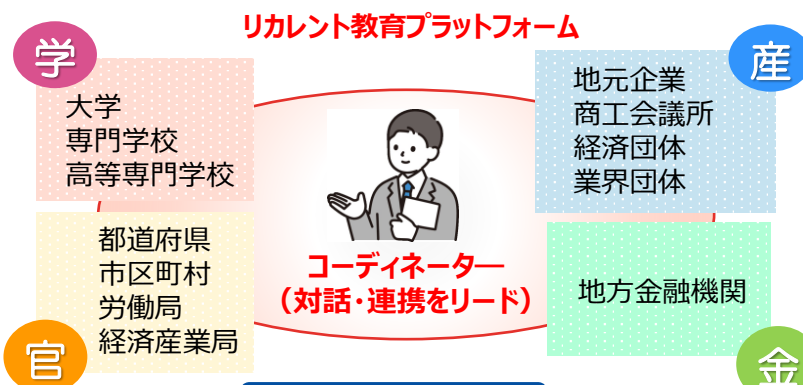 リカレント教育プラットフォーム
学
大学
専門学校
高等専門学校
産
地元企業
商工会議所
経済団体
業界団体
コーディネーター
(対話・連携をリード)
官
都道府県
市区町村
労働局
経済産業局
金
地方金融機関